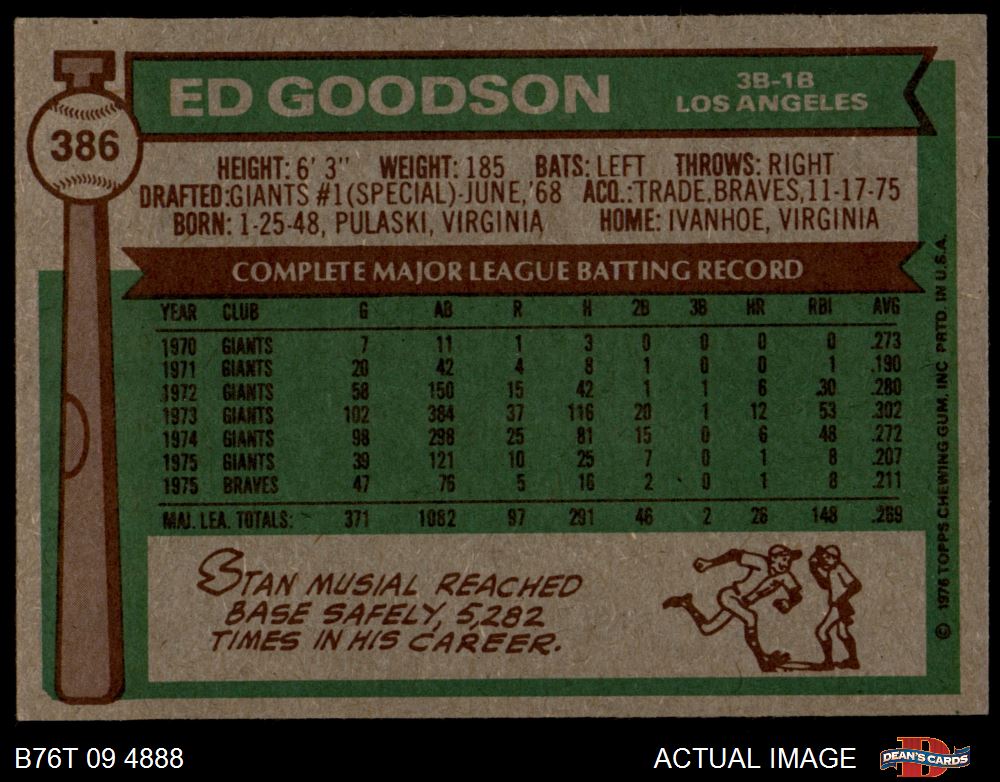 386
ED GOODSON
3B-1B
LOS ANGELES
HEIGHT: 6' 3" WEIGHT: 185 BATS: LEFT THROWS: RIGHT
DRAFTED: GIANTS #1 (SPECIAL)-JUNE, '68 ACQ.: TRADE, BRAVES, 11-17-75
BORN: 1-25-48, PULASKI, VIRGINIA HOME: IVANHOE, VIRGINIA
COMPLETE MAJOR LEAGUE BATTING RECORD
YEAR CLUB G AB R H 2B 3B HR RBI AVG
1970 GIANTS 7 11 1 3 0 0 0 0 .273
1971 GIANTS 20 42 4 8 1 0 0 1 .190
1972 GIANTS 58 150 15 42 1 1 6 .30 .280
1973 GIANTS 102 384 37 116 20 1 12 53 .302
1974 GIANTS 98 298 25 81 15 0 6 48 .272
1975 GIANTS 39 121 10 25 7 0 1 8 .207
1975 BRAVES 47 76 5 16 2 0 1 8 .211
MAJ. LEA. TOTALS: 371 1082 97 291 46 2 26 148 .269
STAN MUSIAL REACHED
BASE SAFELY, 5,282
TIMES IN HIS CAREER.
© 1976 TOPPS CHEWING GUM, INC PRTD. IN U.S.A.
B76T 09 4888
ACTUAL IMAGE
DEAN'S CARDS